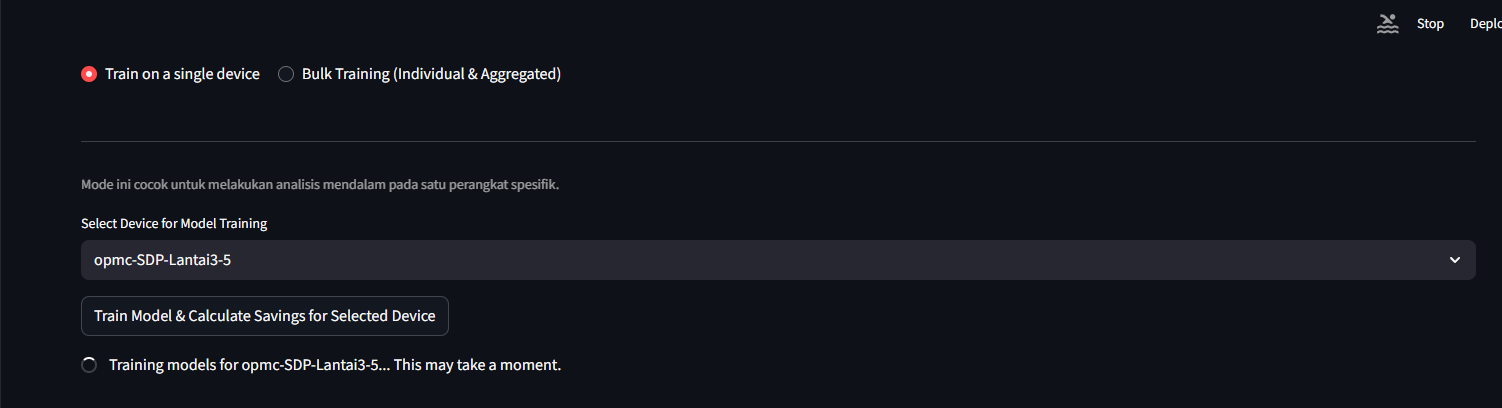 Stop Deplo
Train on a single device Bulk Training (Individual & Aggregated)
Mode ini cocok untuk melakukan analisis mendalam pada satu perangkat spesifik.
Select Device for Model Training
opmc-SDP-Lantai3-5
Train Model & Calculate Savings for Selected Device
Training models for opmc-SDP-Lantai3-5... This may take a moment.